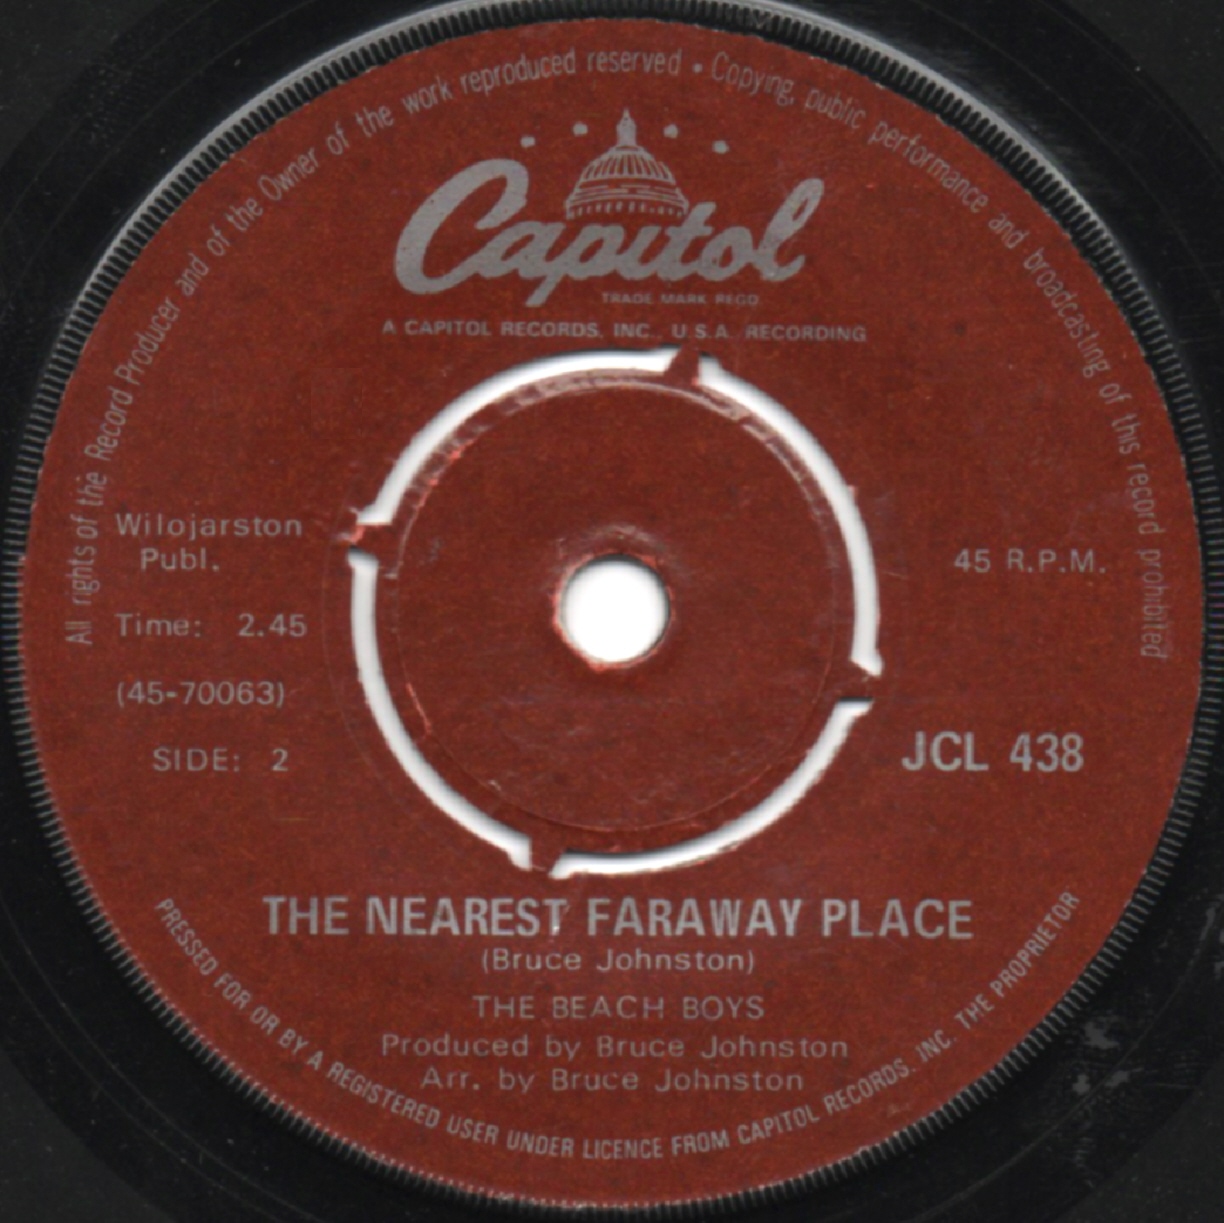 All rights of the Record Producer and of the Owner of the work reproduced reserved • Copying, public performance and broadcasting of this record prohibited
Capitol
TRADE MARK REGD
A CAPITOL RECORDS, INC., U.S.A. RECORDING
Wilojarston
Publ.
45 R.P.M.
Time: 2.45
(45-70063)
SIDE: 2
JCL 438
THE NEAREST FARAWAY PLACE
(Bruce Johnston)
THE BEACH BOYS
Produced by Bruce Johnston
Arr. by Bruce Johnston
PRESSED FOR OR BY A REGISTERED USER UNDER LICENCE FROM CAPITOL RECORDS. INC. THE PROPRIETOR